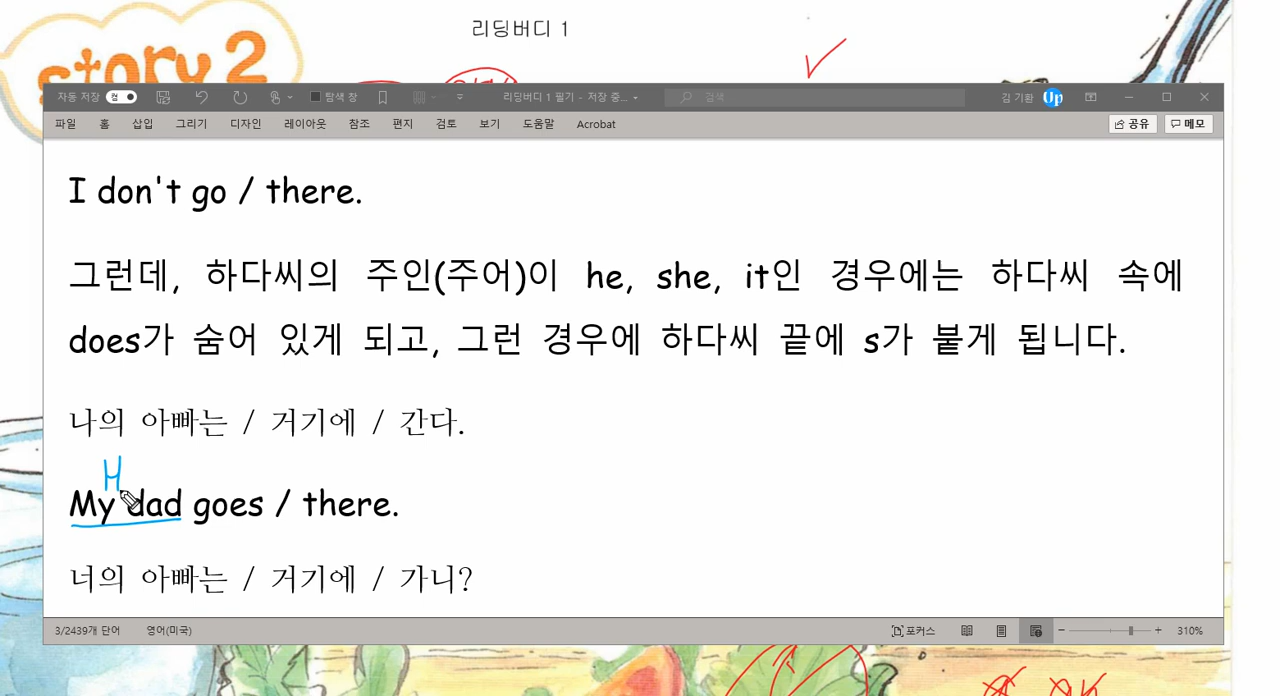 리딩버디 1
story 2
자동 저장 컴 탐색 창 리딩버디 1 필기 - 저장 중... 검색 김 기환 Up
파일 홈 삽입 그리기 디자인 레이아웃 참조 편지 검토 보기 도움말 Acrobat 공유 메모
I don't go / there.
그런데, 하다씨의 주인(주어)이 he, she, it인 경우에는 하다씨 속에
does가 숨어 있게 되고, 그런 경우에 하다씨 끝에 s가 붙게 됩니다.
나의 아빠는 / 거기에 / 간다.
H
My dad goes / there.
너의 아빠는 / 거기에 / 가니?
3/2439개 단어 영어(미국) 포커스 310%